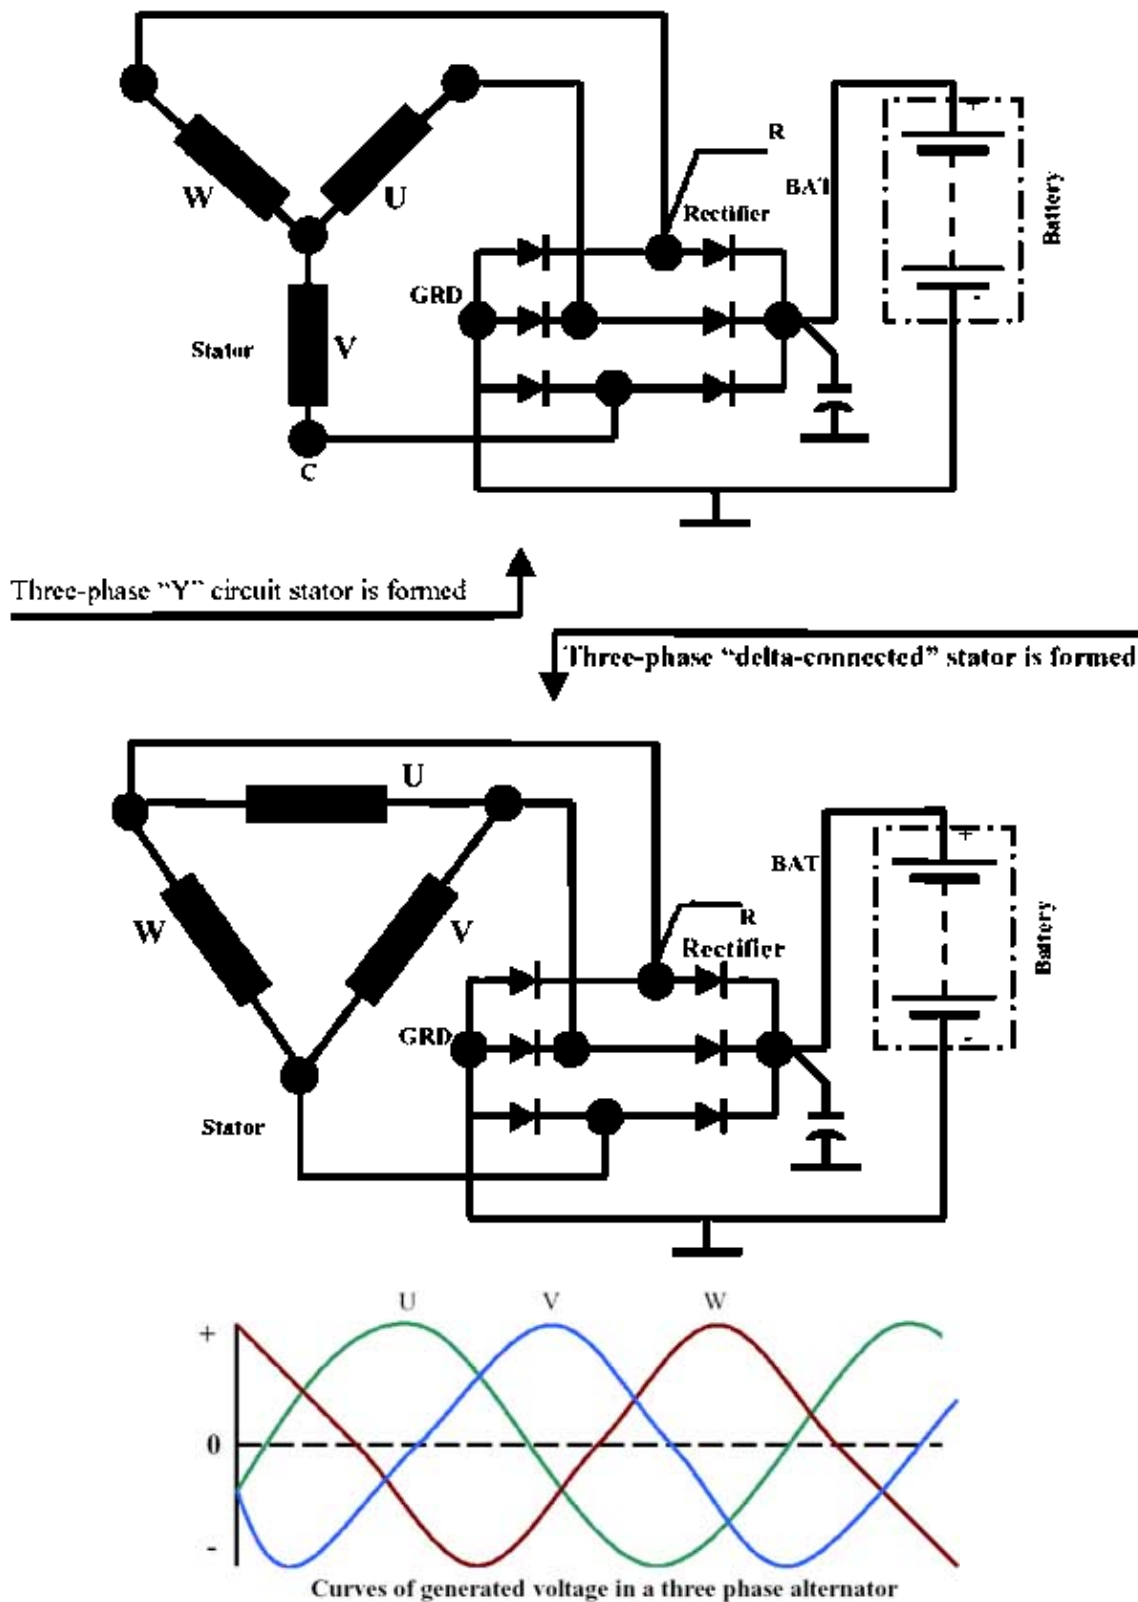 R
+
W
U
BAT
Rectifier
Battery
GRD
-
Stator
V
C
Three-phase “Y” circuit stator is formed
Three-phase “delta-connected” stator is formed
U
+
BAT
W
V
R
Rectifier
Battery
GRD
-
Stator
U V W
+
0
-
Curves of generated voltage in a three phase alternator